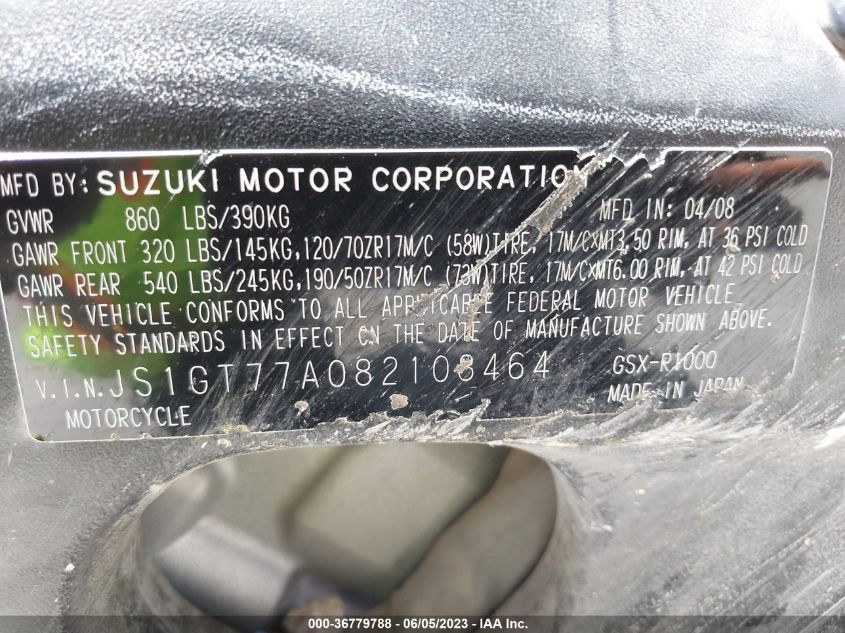 MFD BY: SUZUKI MOTOR CORPORATION
GVWR 860 LBS/390KG MFD IN: 04/08
GAWR FRONT 320 LBS/145KG,120/70ZR17M/C (58W)TIRE, 17M/C×MT3.50 RIM, AT 36 PSI COLD
GAWR REAR 540 LBS/245KG,190/50ZR17M/C (73W)TIRE, 17M/C×MT6.00 RIM, AT 42 PSI COLD
THIS VEHICLE CONFORMS TO ALL APPLICABLE FEDERAL MOTOR VEHICLE
SAFETY STANDARDS IN EFFECT ON THE DATE OF MANUFACTURE SHOWN ABOVE.
V.I.N. JS1GT77A082108464 GSX-R1000
MOTORCYCLE MADE IN JAPAN
000-36779788 - 06/05/2023 - IAA Inc.